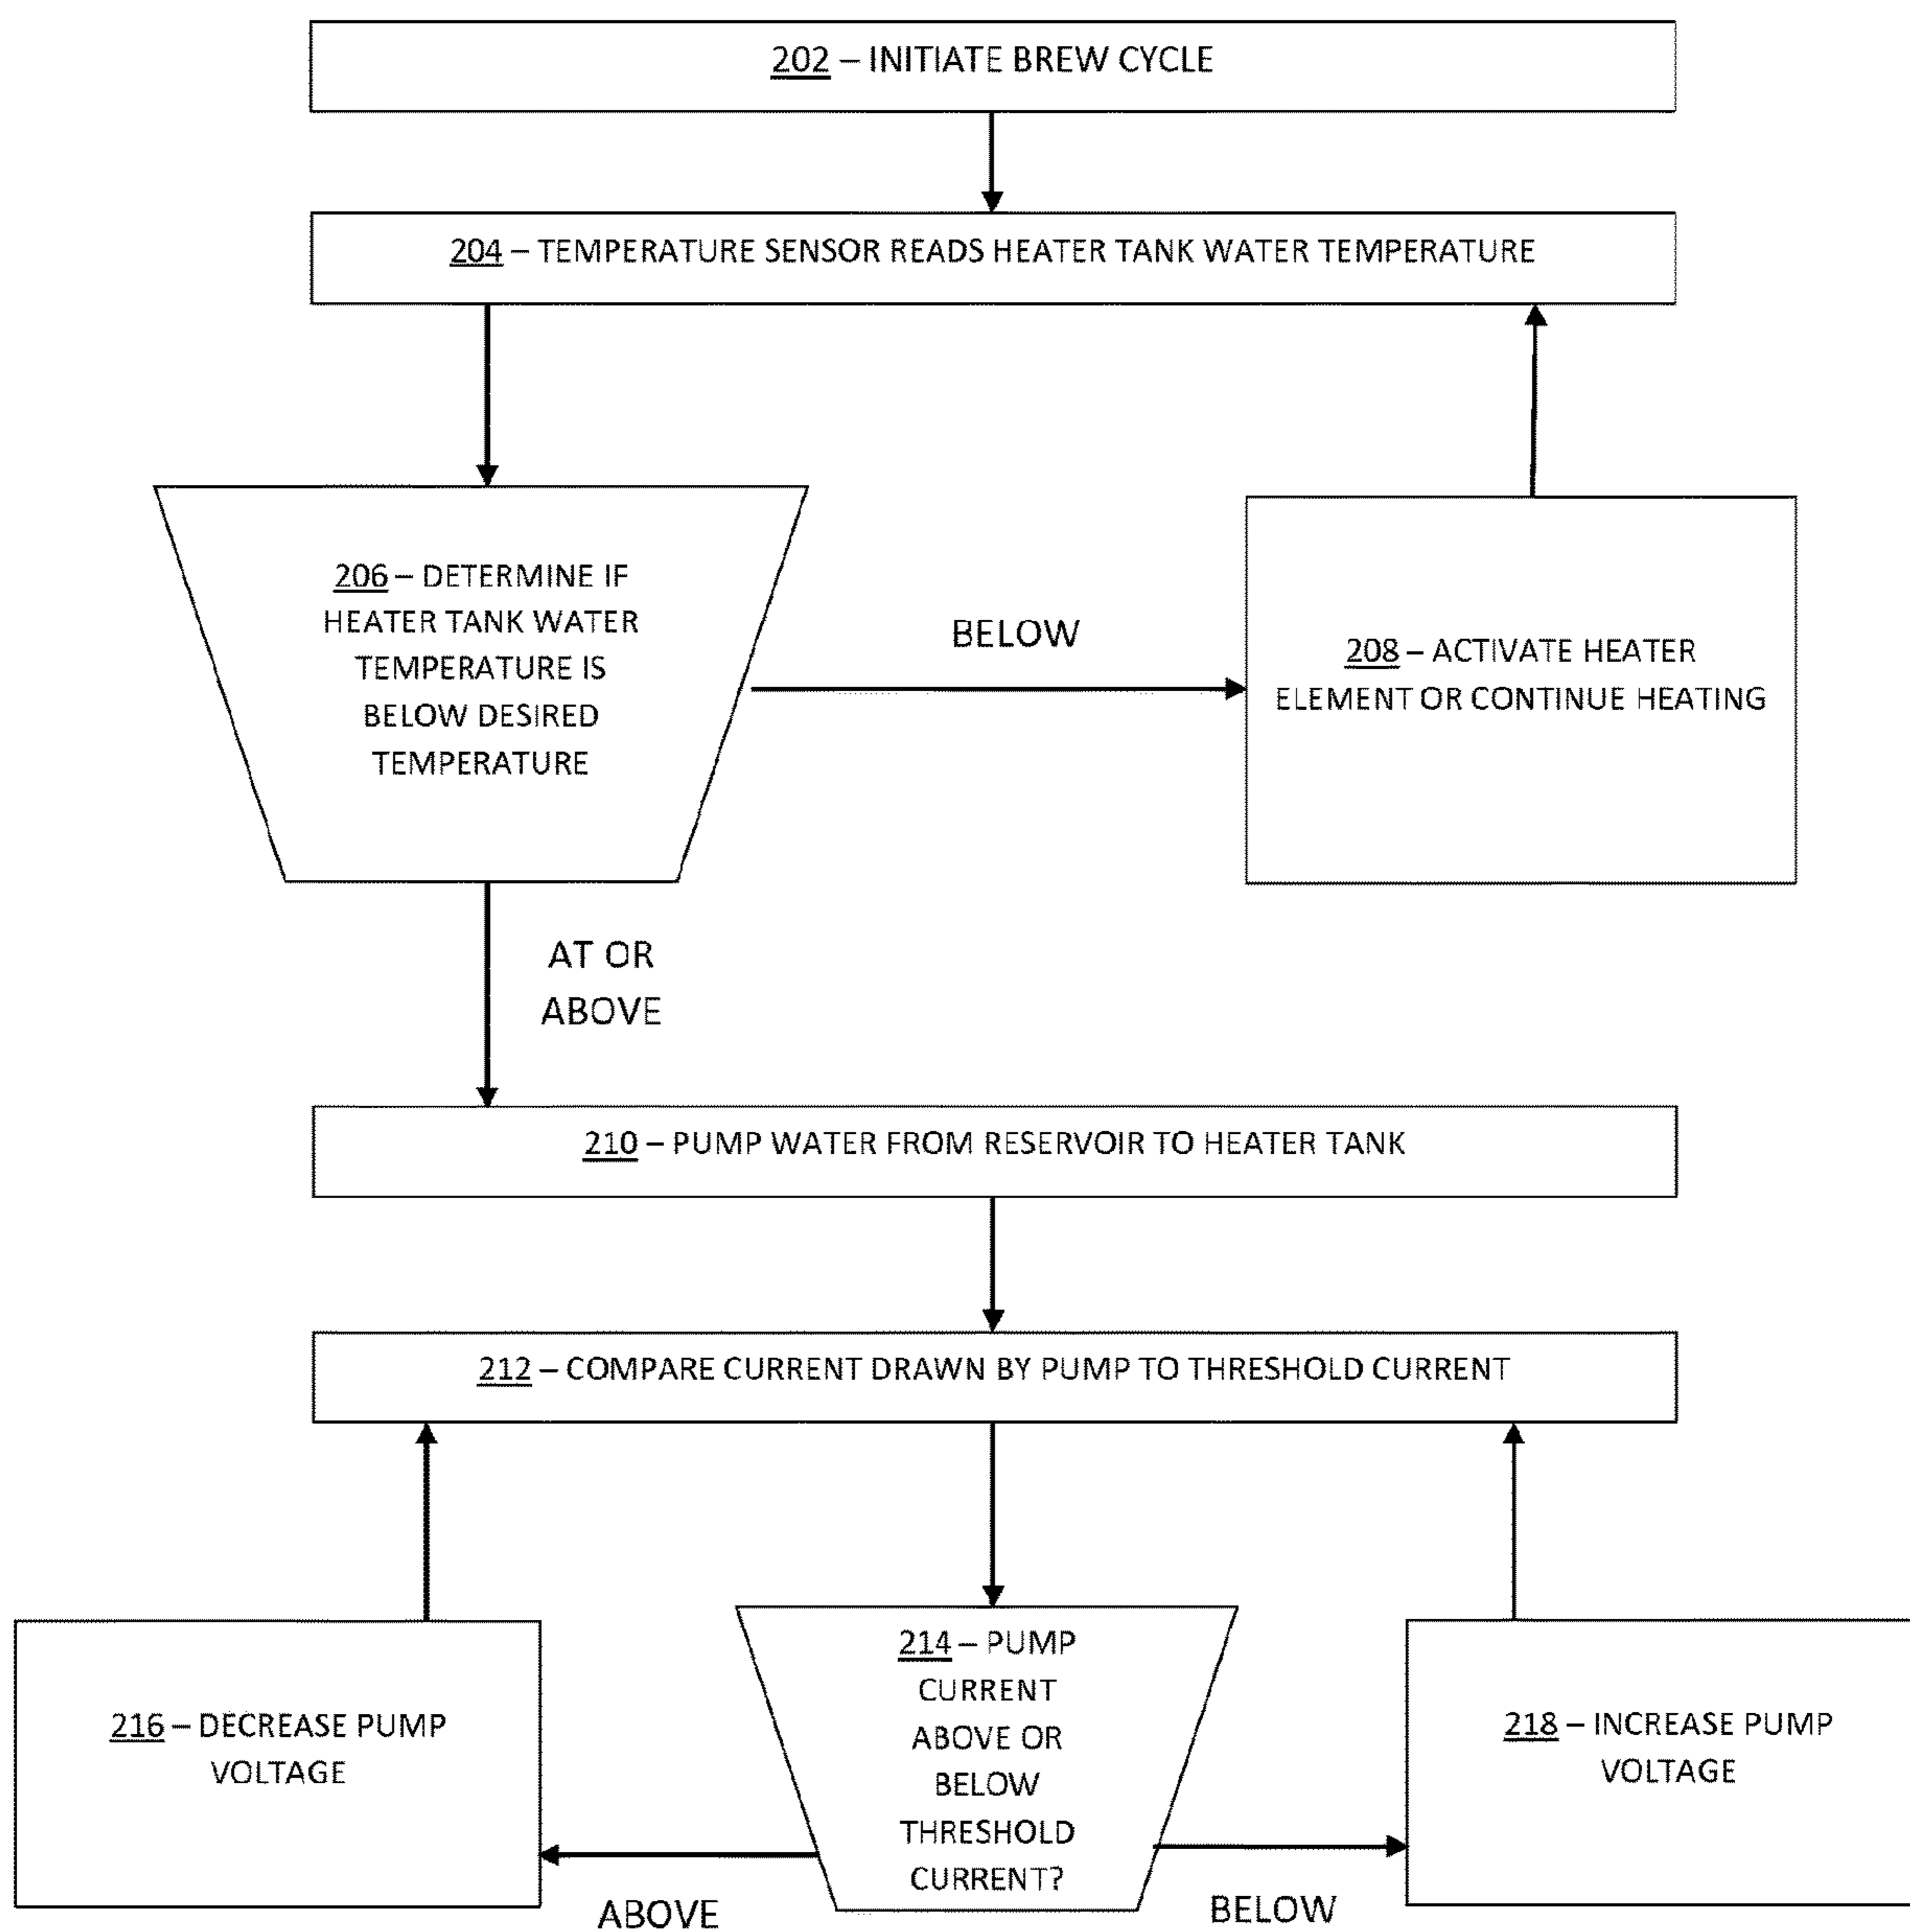 202 – INITIATE BREW CYCLE
204 – TEMPERATURE SENSOR READS HEATER TANK WATER TEMPERATURE
206 – DETERMINE IF
HEATER TANK WATER
TEMPERATURE IS
BELOW DESIRED
TEMPERATURE
BELOW
208 – ACTIVATE HEATER
ELEMENT OR CONTINUE HEATING
AT OR
ABOVE
210 – PUMP WATER FROM RESERVOIR TO HEATER TANK
212 – COMPARE CURRENT DRAWN BY PUMP TO THRESHOLD CURRENT
216 – DECREASE PUMP
VOLTAGE
214 – PUMP
CURRENT
ABOVE OR
BELOW
THRESHOLD
CURRENT?
218 – INCREASE PUMP
VOLTAGE
ABOVE
BELOW